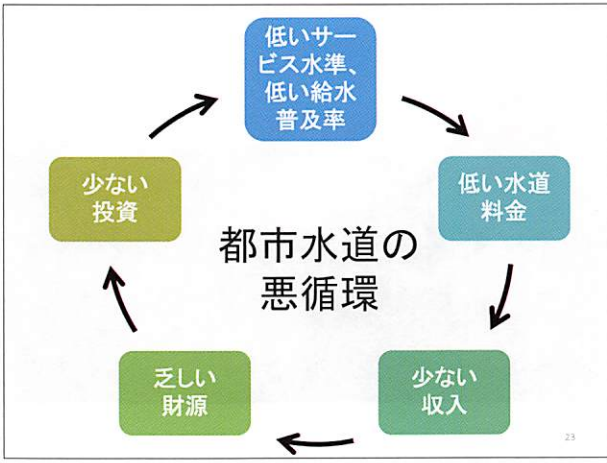 低いサー
ビス水準、
低い給水
普及率
低い水道
料金
少ない
収入
乏しい
財源
少ない
投資
都市水道の
悪循環
23